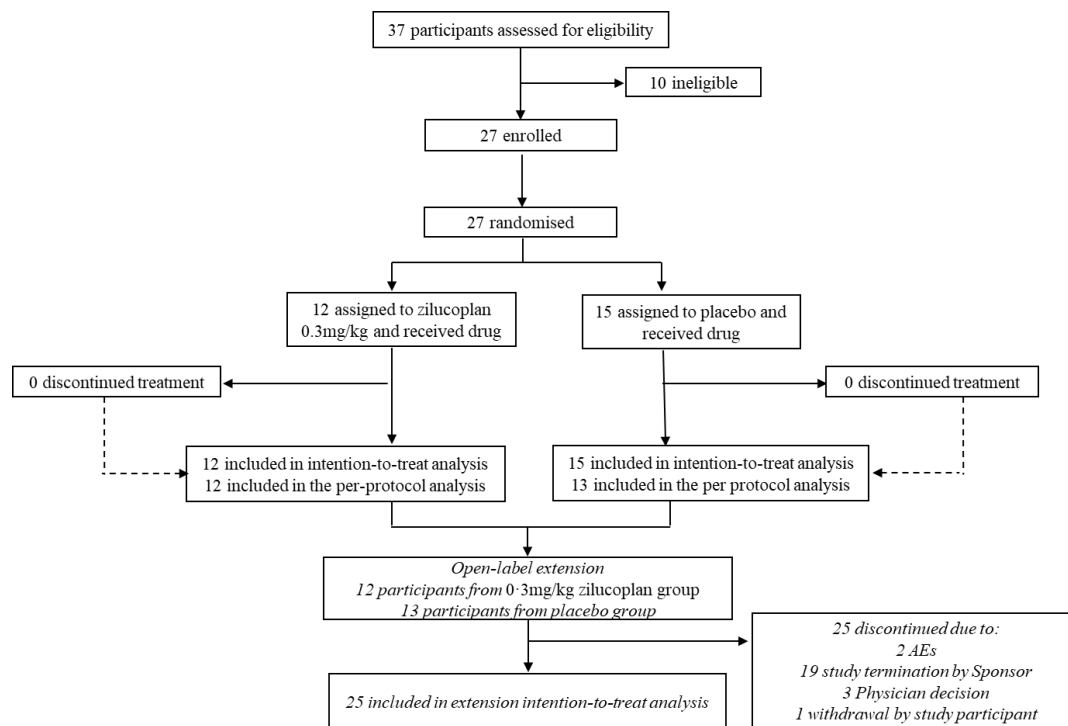 37 participants assessed for eligibility
10 ineligible
27 enrolled
27 randomised
12 assigned to zilucoplan
0.3mg/kg and received drug
15 assigned to placebo and
received drug
0 discontinued treatment
0 discontinued treatment
12 included in intention-to-treat analysis
12 included in the per-protocol analysis
15 included in intention-to-treat analysis
13 included in the per protocol analysis
Open-label extension
12 participants from 0·3mg/kg zilucoplan group
13 participants from placebo group
25 discontinued due to:
2 AEs
19 study termination by Sponsor
3 Physician decision
1 withdrawal by study participant
25 included in extension intention-to-treat analysis